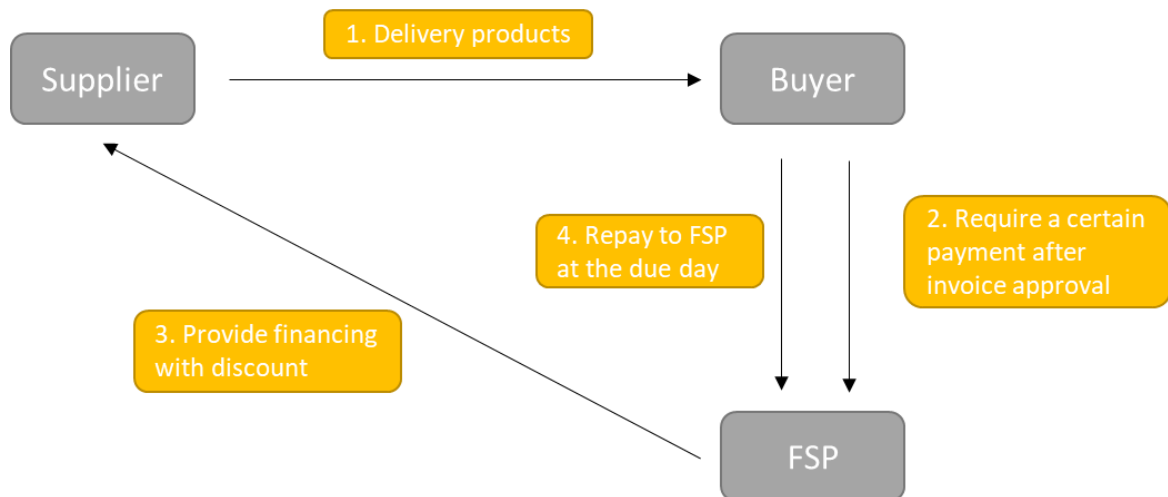 1. Delivery products
Supplier
Buyer
2. Require a certain
payment after
invoice approval
4. Repay to FSP
at the due day
3. Provide financing
with discount
FSP